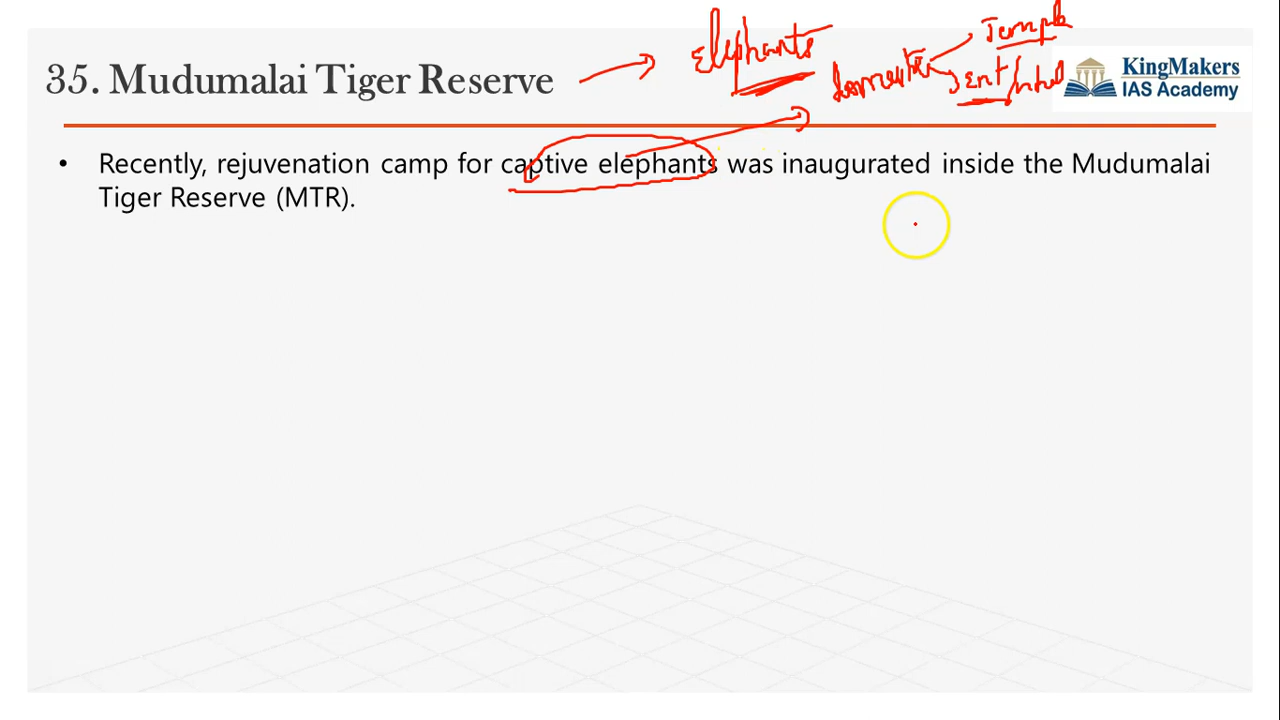 elephants
Temple
35. Mudumalai Tiger Reserve
KingMakers
IAS Academy
• Recently, rejuvenation camp for captive elephants was inaugurated inside the Mudumalai
Tiger Reserve (MTR).